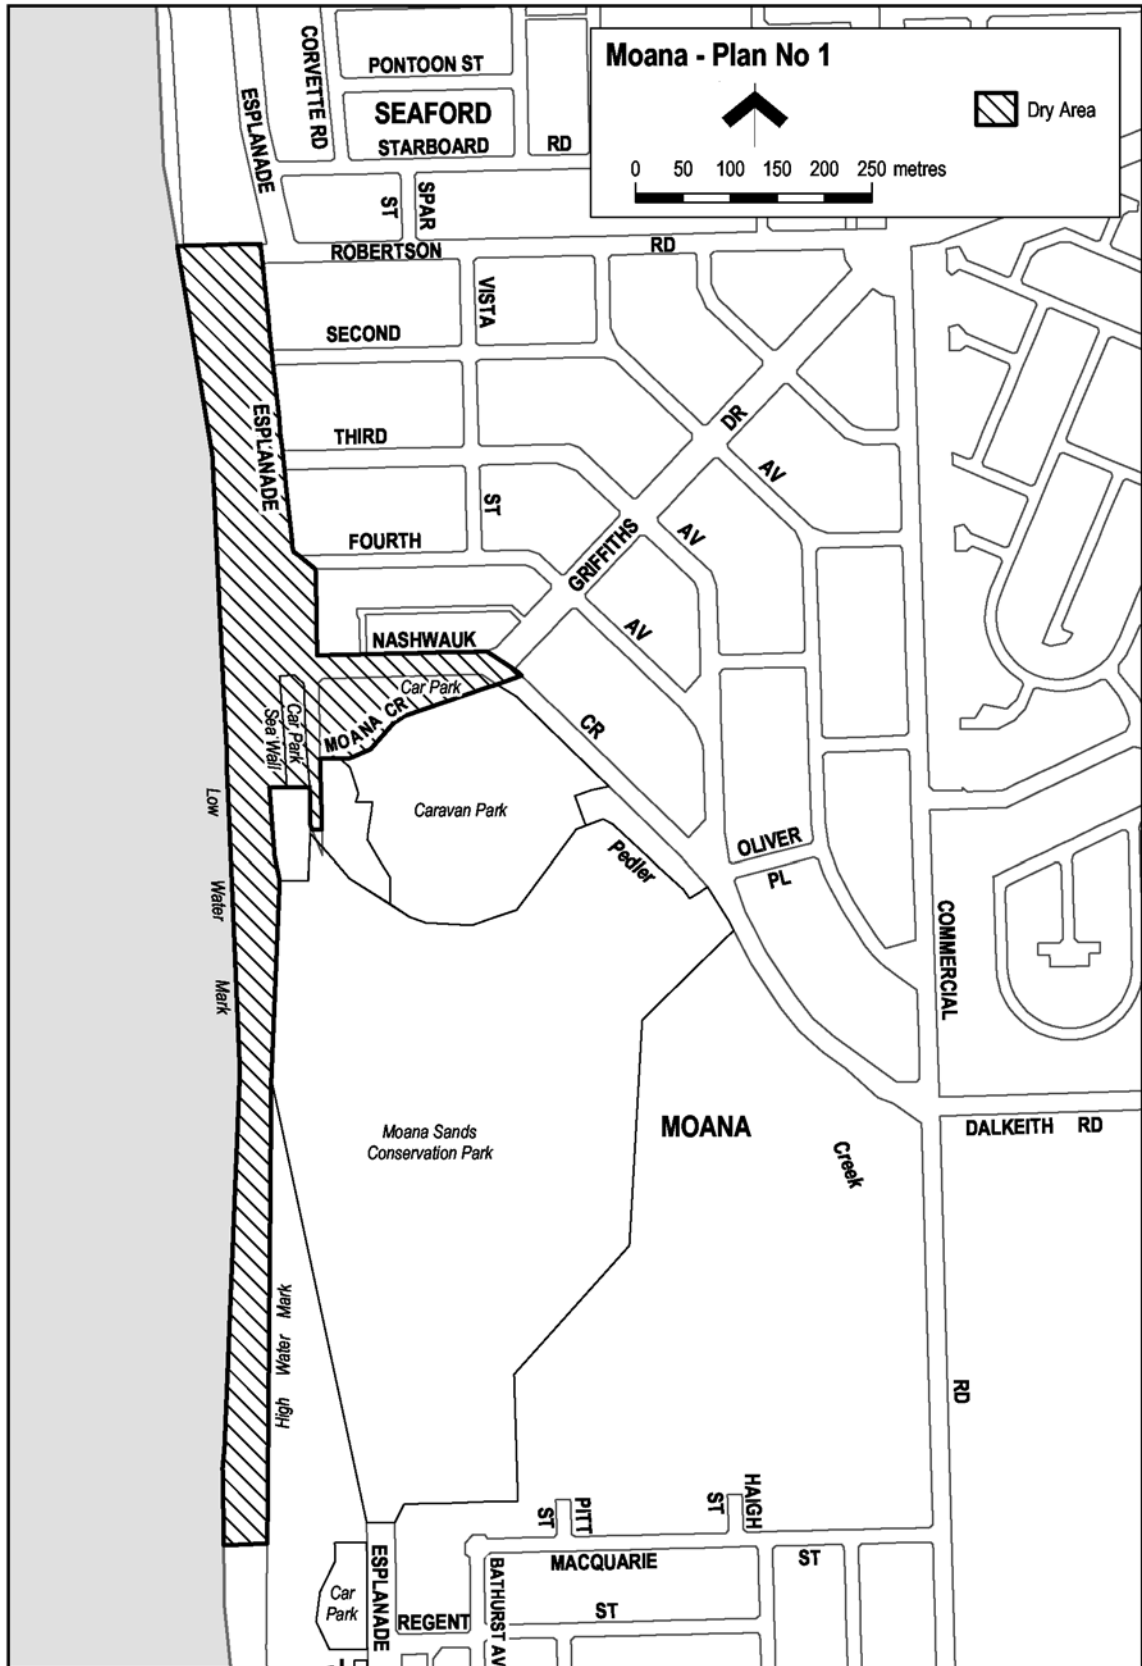 Moana - Plan No 1
Dry Area
0 50 100 150 200 250 metres
CORVETTE RD
PONTOON ST
ESPLANADE
SEAFORD
STARBOARD RD
SPAR
ST
ROBERTSON RD
VISTA
SECOND
ESPLANADE
DR
THIRD
AV
ST
FOURTH
GRIFFITHS
AV
AV
NASHWAUK
Car Park
MOANA CR
CR
Car Park
Sea Wall
Low Water Mark
Caravan Park
Pedler
OLIVER
PL
COMMERCIAL
Moana Sands
Conservation Park
MOANA
DALKEITH RD
Creek
High Water Mark
RD
PITT
ST
HAIGH
ST
MACQUARIE ST
ESPLANADE
Car
Park
BATHURST AV
REGENT ST